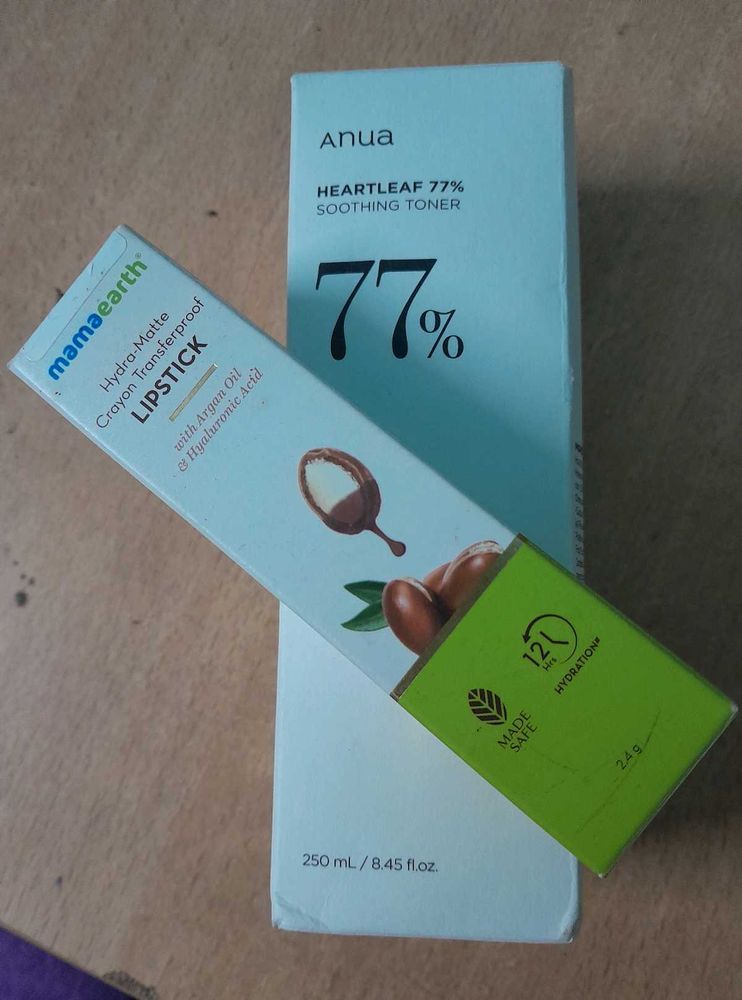 Anua
HEARTLEAF 77%
SOOTHING TONER
77%
250 mL / 8.45 fl.oz.
mamaearth®
Hydra-Matte
Crayon Transferproof
LIPSTICK
with Argan Oil
& Hyaluronic Acid
12
Hrs
HYDRATION#
MADE
SAFE
2.4 g